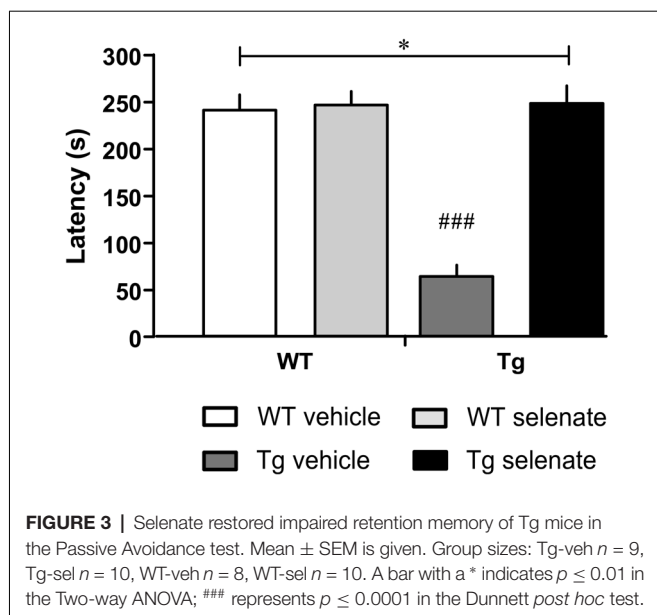 300
250
200
150
100
50
0
Latency (s)
*
###
WT
Tg
WT vehicle
WT selenate
Tg vehicle
Tg selenate
FIGURE 3 | Selenate restored impaired retention memory of Tg mice in
the Passive Avoidance test. Mean ± SEM is given. Group sizes: Tg-veh n = 9,
Tg-sel n = 10, WT-veh n = 8, WT-sel n = 10. A bar with a * indicates p ≤ 0.01 in
the Two-way ANOVA; ### represents p ≤ 0.0001 in the Dunnett post hoc test.